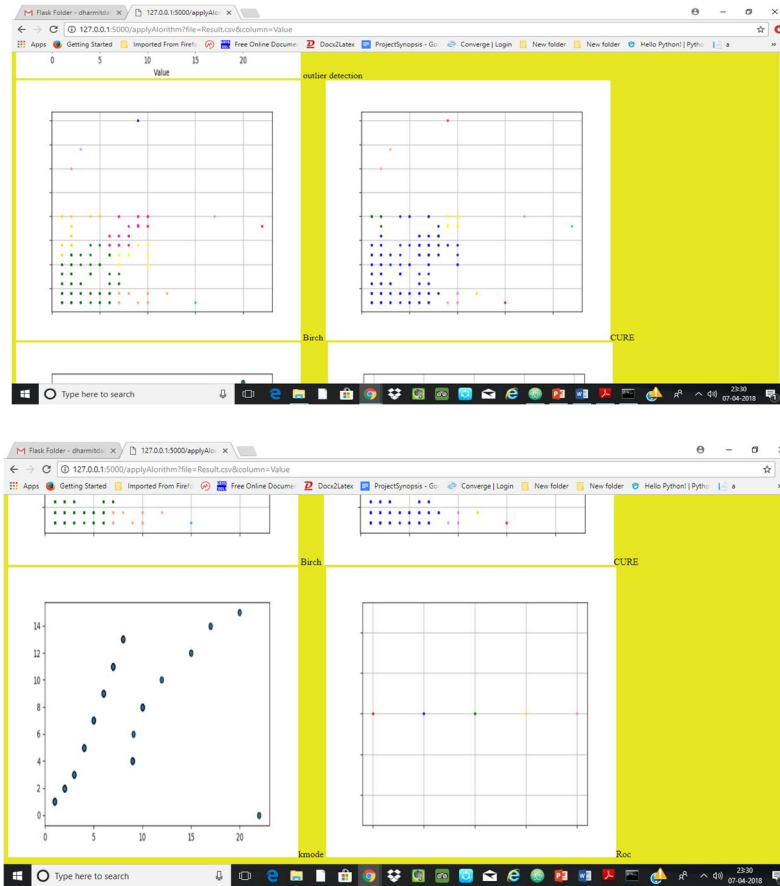 Flask Folder - dharmitda × 127.0.0.1:5000/applyAlor ×
127.0.0.1:5000/applyAlorithm?file=Result.csv&column=Value
Apps Getting Started Imported From Firefo Free Online Documen Docx2Latex ProjectSynopsis - Go Converge | Login New folder New folder Hello Python! | Pytho a »
0 5 10 15 20
Value
outlier detection
Birch
CURE
Type here to search
23:30
07-04-2018
Flask Folder - dharmitda × 127.0.0.1:5000/applyAlor ×
127.0.0.1:5000/applyAlorithm?file=Result.csv&column=Value
Apps Getting Started Imported From Firefo Free Online Documen Docx2Latex ProjectSynopsis - Go Converge | Login New folder New folder Hello Python! | Pytho a
Birch
CURE
14
12
10
8
6
4
2
0
0 5 10 15 20
kmode
Roc
Type here to search
23:30
07-04-2018